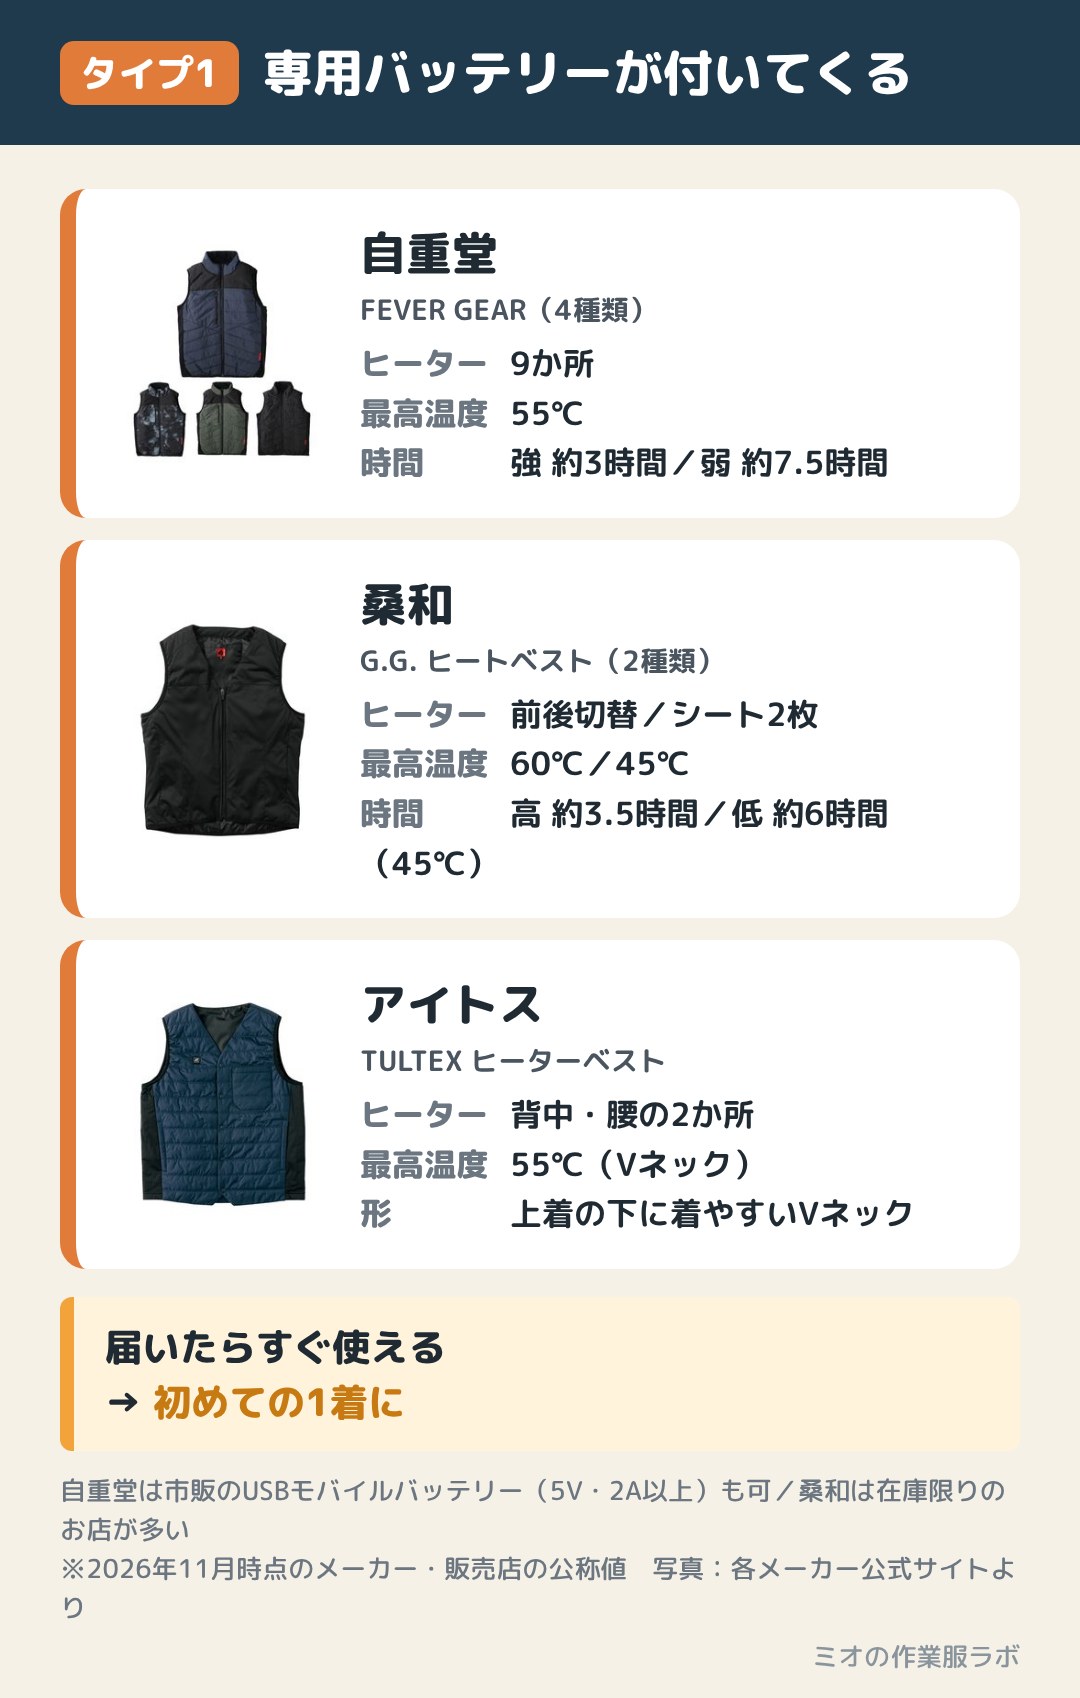 タイプ1 専用バッテリーが付いてくる
自重堂
FEVER GEAR（4種類）
ヒーター 9か所
最高温度 55℃
時間 強 約3時間／弱 約7.5時間
桑和
G.G. ヒートベスト（2種類）
ヒーター 前後切替／シート2枚
最高温度 60℃／45℃
時間 高 約3.5時間／低 約6時間
（45℃）
アイトス
TULTEX ヒーターベスト
ヒーター 背中・腰の2か所
最高温度 55℃（Vネック）
形 上着の下に着やすいVネック
届いたらすぐ使える
→ 初めての1着に
自重堂は市販のUSBモバイルバッテリー（5V・2A以上）も可／桑和は在庫限りの
お店が多い
※2026年11月時点のメーカー・販売店の公称値　写真：各メーカー公式サイトよ
り
ミオの作業服ラボ